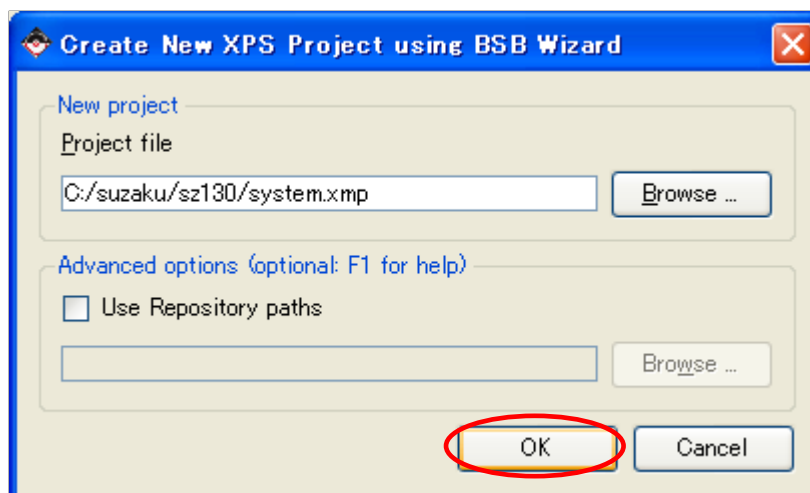 Create New XPS Project using BSB Wizard
New project
Project file
C:/suzaku/sz130/system.xmp
Browse ...
Advanced options (optional: F1 for help)
Use Repository paths
Browse ...
OK
Cancel